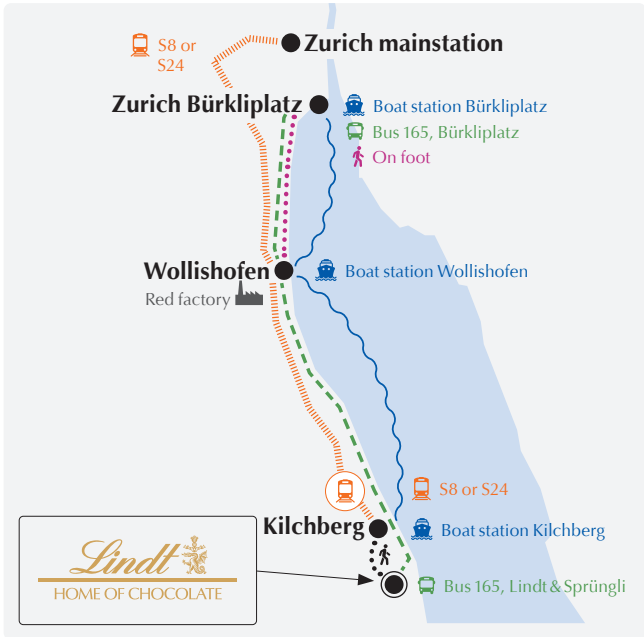 S8 or
S24
Zurich mainstation
Zurich Bürkliplatz
Boat station Bürkliplatz
Bus 165, Bürkliplatz
On foot
Wollishofen
Boat station Wollishofen
Red factory
S8 or S24
Kilchberg
Boat station Kilchberg
Lindt
HOME OF CHOCOLATE
Bus 165, Lindt & Sprüngli